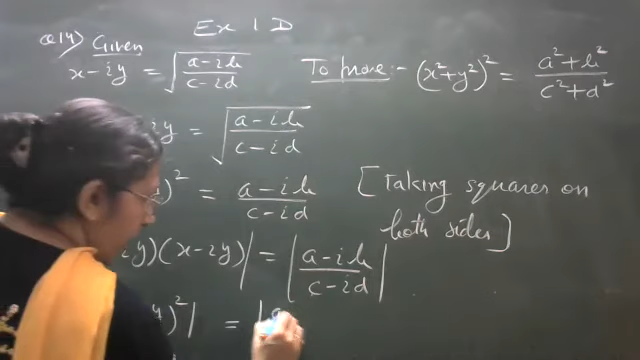 Ex 1 D
Q14) Given
x - iy = √(a - ib / c - id)
To prove:- (x² + y²)² = a² + b² / c² + d²
iy = √(a - ib / c - id)
)² = a - ib / c - id [Taking squares on
both sides]
y)(x - iy)| = |a - ib / c - id|
)²| = |